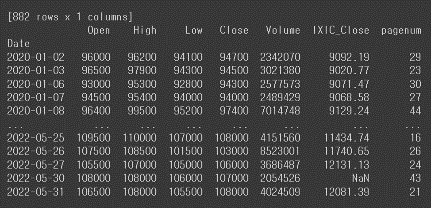 [882 rows x 1 columns]
Open High Low Close Volume IXIC_Close pagenum
Date
2020-01-02 96000 96200 94100 94700 2342070 9092.19 29
2020-01-03 96500 97900 94300 94500 3021380 9020.77 23
2020-01-06 93000 95300 92800 94300 2577573 9071.47 30
2020-01-07 94500 95400 94000 94000 2489429 9068.58 27
2020-01-08 96400 99500 95200 97400 7014748 9129.24 44
... ... ... ... ... ... ... ...
2022-05-25 109500 110000 107000 108000 4151560 11434.74 16
2022-05-26 107500 108500 101500 103000 8523001 11740.65 26
2022-05-27 105500 107000 105000 106000 3686487 12131.13 24
2022-05-30 108000 108000 106000 107000 2054526 NaN 43
2022-05-31 106500 108000 105500 108000 4024509 12081.39 21